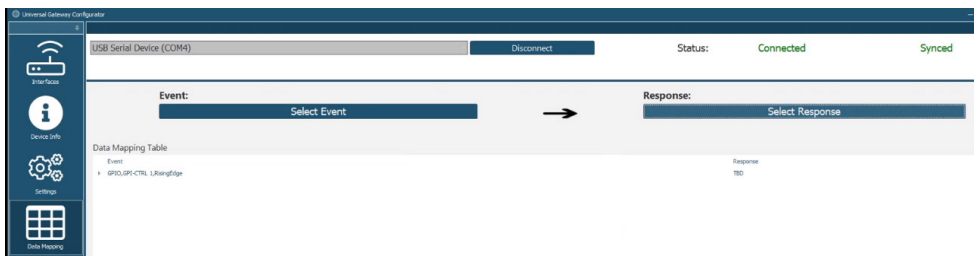 Universal Gateway Configurator
USB Serial Device (COM4)
Disconnect
Status:
Connected
Synced
Interfaces
Device Info
Settings
Data Mapping
Event:
Select Event
Response:
Select Response
Data Mapping Table
Event
Response
GPIO,GPI-CTRL 1,RisingEdge
TBD